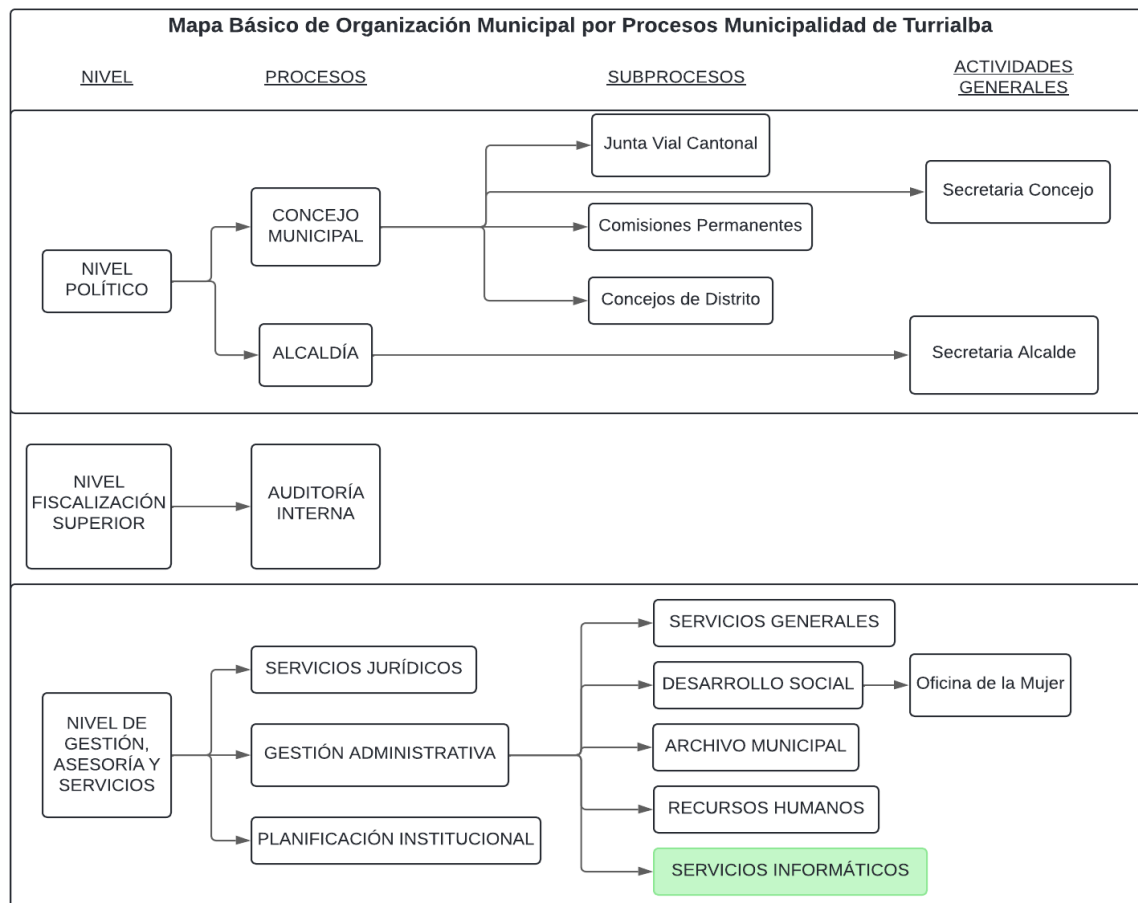 Mapa Básico de Organización Municipal por Procesos Municipalidad de Turrialba
NIVEL
PROCESOS
SUBPROCESOS
ACTIVIDADES
GENERALES
NIVEL
POLÍTICO
CONCEJO
MUNICIPAL
ALCALDÍA
Junta Vial Cantonal
Comisiones Permanentes
Concejos de Distrito
Secretaria Concejo
Secretaria Alcalde
NIVEL
FISCALIZACIÓN
SUPERIOR
AUDITORÍA
INTERNA
NIVEL DE
GESTIÓN,
ASESORÍA Y
SERVICIOS
SERVICIOS JURÍDICOS
GESTIÓN ADMINISTRATIVA
PLANIFICACIÓN INSTITUCIONAL
SERVICIOS GENERALES
DESARROLLO SOCIAL
ARCHIVO MUNICIPAL
RECURSOS HUMANOS
SERVICIOS INFORMÁTICOS
Oficina de la Mujer